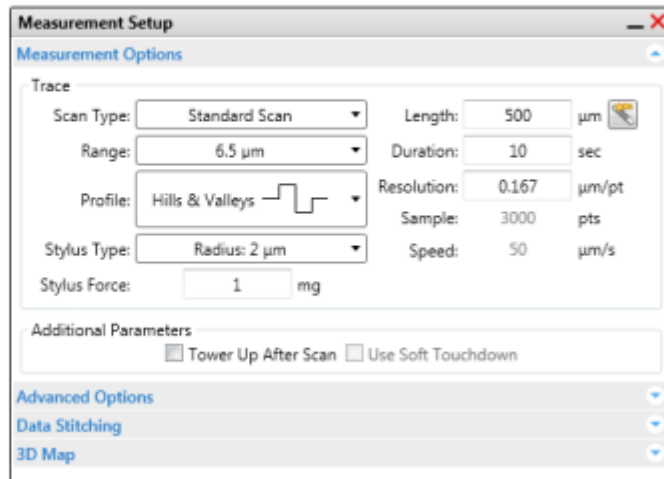 Measurement Setup
Measurement Options
Trace
Scan Type: Standard Scan Length: 500 µm
Range: 6.5 µm Duration: 10 sec
Profile: Hills & Valleys Resolution: 0.167 µm/pt
Sample: 3000 pts
Stylus Type: Radius: 2 µm Speed: 50 µm/s
Stylus Force: 1 mg
Additional Parameters
Tower Up After Scan Use Soft Touchdown
Advanced Options
Data Stitching
3D Map